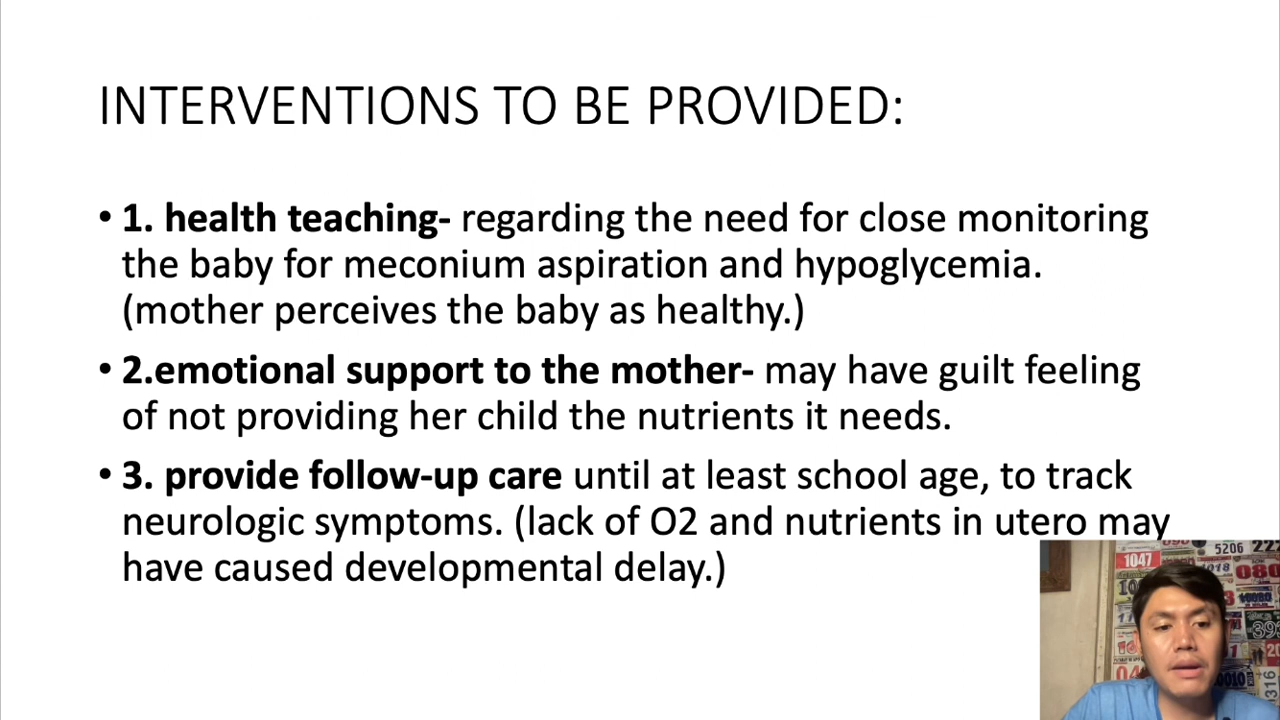 INTERVENTIONS TO BE PROVIDED:
• 1. health teaching- regarding the need for close monitoring
the baby for meconium aspiration and hypoglycemia.
(mother perceives the baby as healthy.)
• 2.emotional support to the mother- may have guilt feeling
of not providing her child the nutrients it needs.
• 3. provide follow-up care until at least school age, to track
neurologic symptoms. (lack of O2 and nutrients in utero may
have caused developmental delay.)
5206
1047